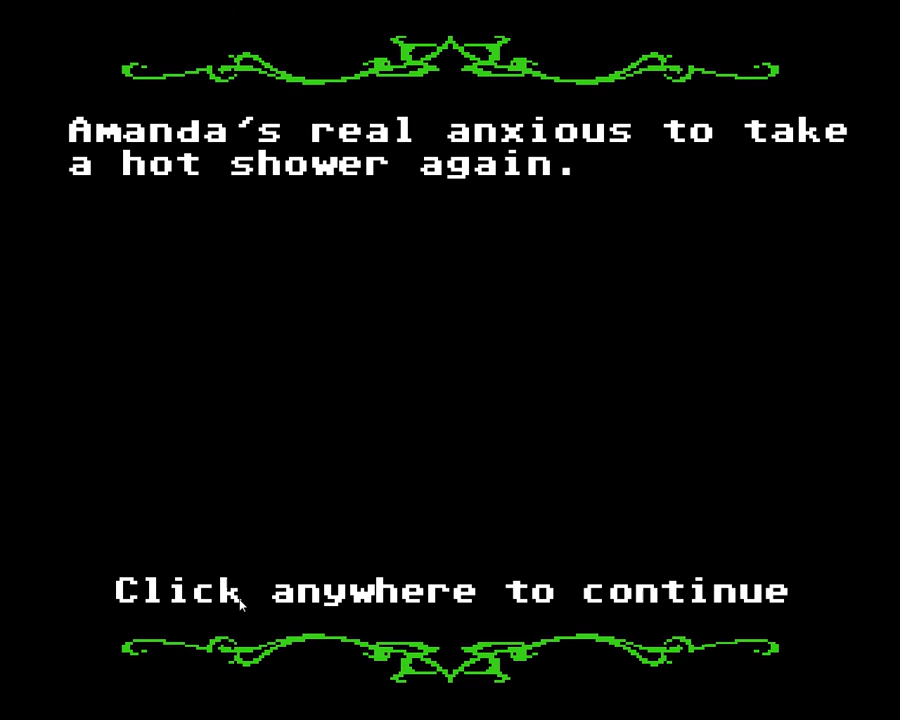 Amanda's real anxious to take
a hot shower again.
Click anywhere to continue